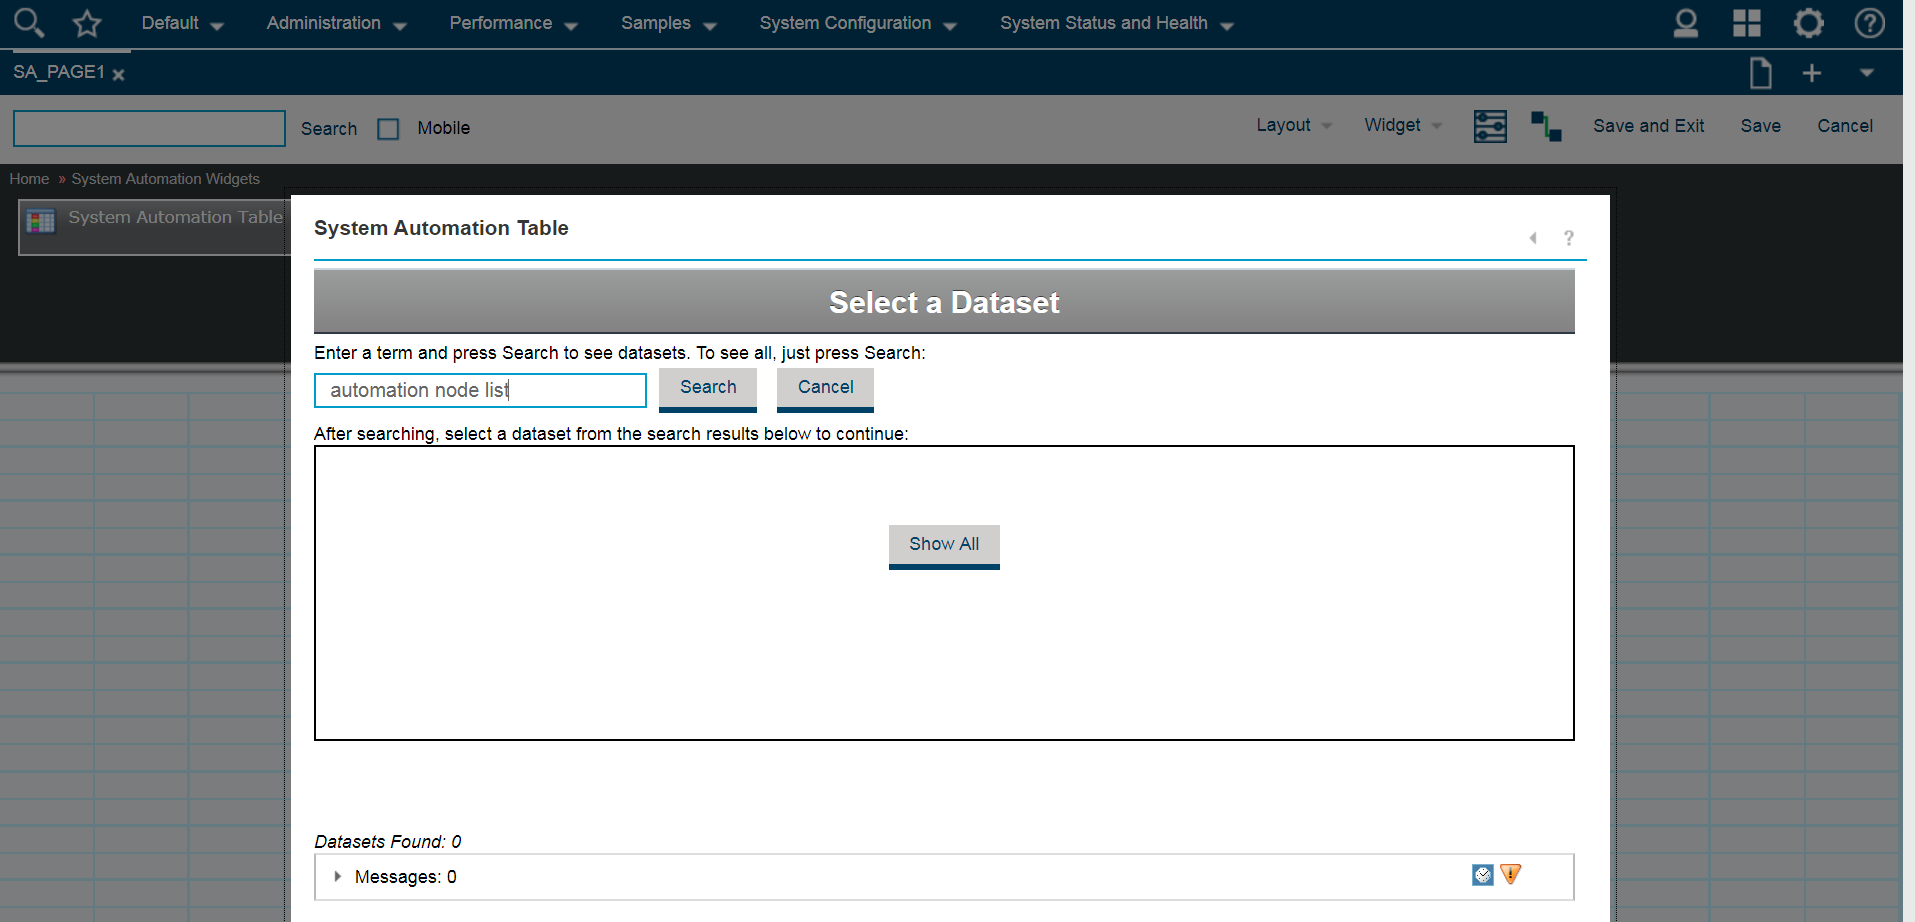 Default Administration Performance Samples System Configuration System Status and Health
SA_PAGE1
Search Mobile Layout Widget Save and Exit Save Cancel
Home » System Automation Widgets
System Automation Table
System Automation Table
?
Select a Dataset
Enter a term and press Search to see datasets. To see all, just press Search:
automation node list Search Cancel
After searching, select a dataset from the search results below to continue:
Show All
Datasets Found: 0
Messages: 0